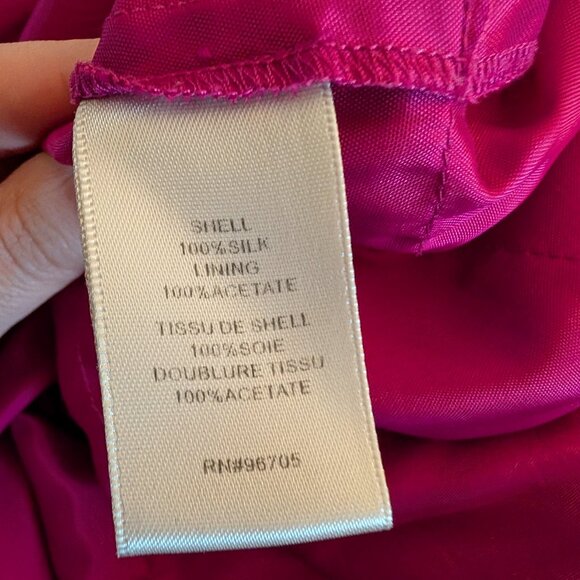 SHELL
100%SILK
LINING
100%ACETATE
TISSU DE SHELL
100%SOIE
DOUBLURE TISSU
100%ACETATE
RN#96705